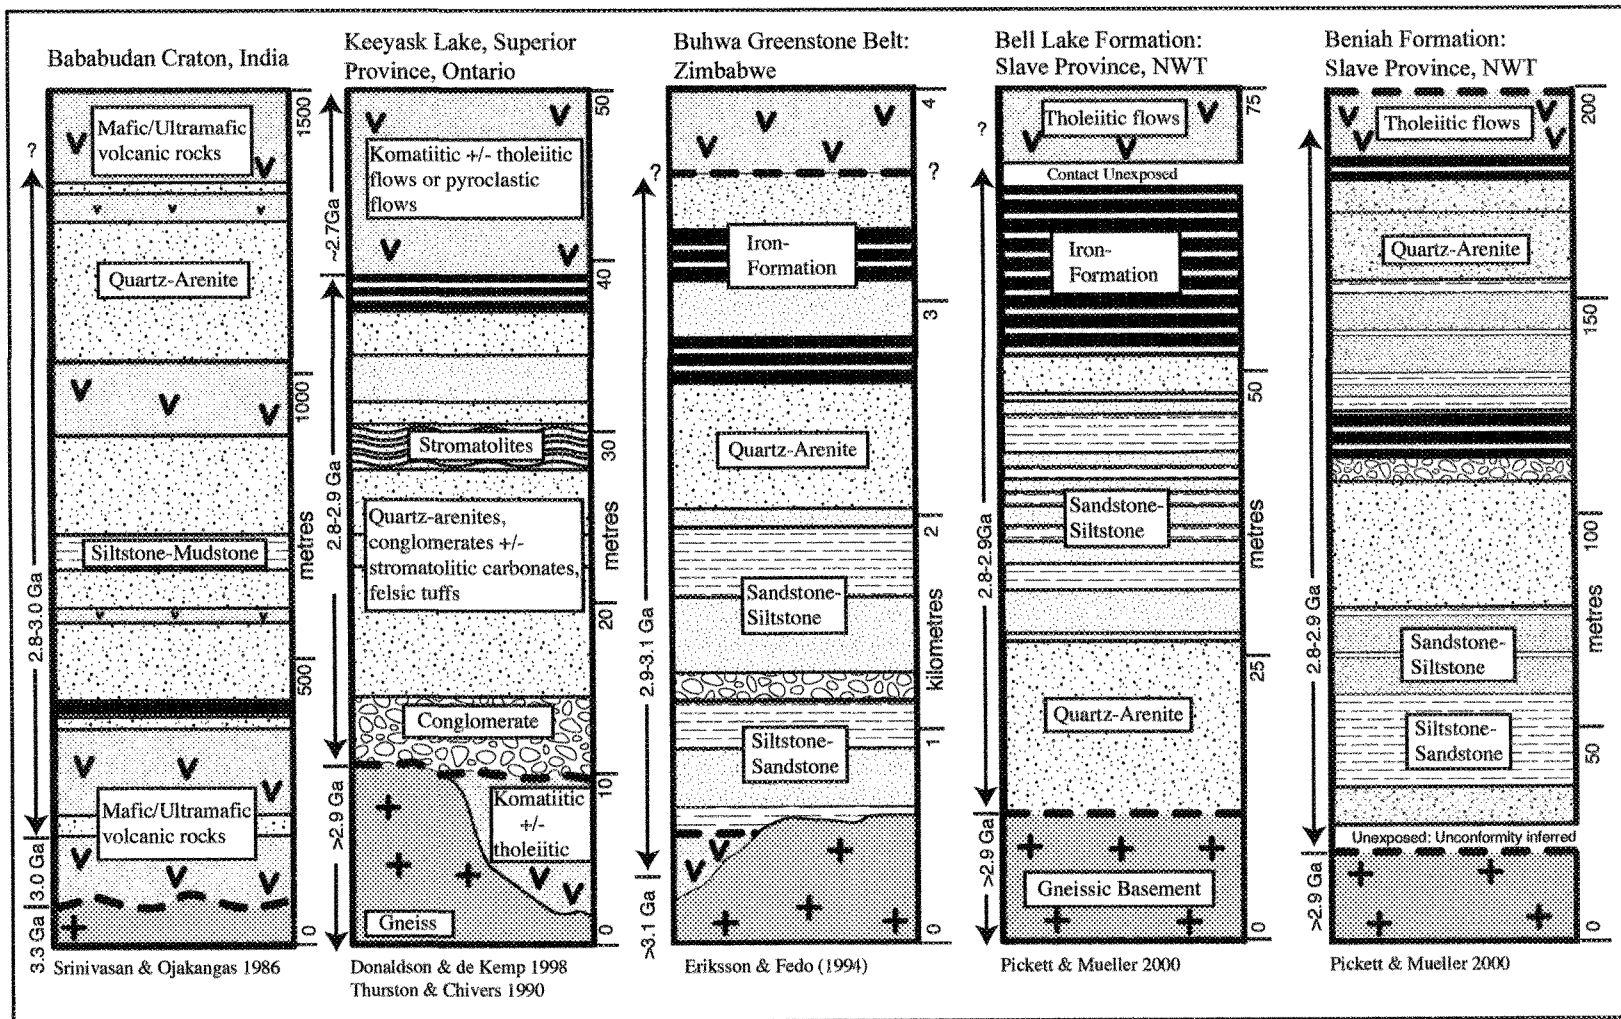 Bababudan Craton, India
Mafic/Ultramafic
volcanic rocks
Quartz-Arenite
Siltstone-Mudstone
Mafic/Ultramafic
volcanic rocks
?
2.8-3.0 Ga
3.0 Ga
3.3 Ga
1500
1000
metres
500
0
Srinivasan & Ojakangas 1986
Keeyask Lake, Superior
Province, Ontario
Komatiitic +/- tholeiitic
flows or pyroclastic
flows
Stromatolites
Quartz-arenites,
conglomerates +/-
stromatolitic carbonates,
felsic tuffs
Conglomerate
Komatiitic
+/-
tholeiitic
Gneiss
~2.7Ga
2.8-2.9 Ga
>2.9 Ga
50
40
30
metres
20
10
0
Donaldson & de Kemp 1998
Thurston & Chivers 1990
Buhwa Greenstone Belt:
Zimbabwe
?
?
Iron-
Formation
Quartz-Arenite
Sandstone-
Siltstone
Siltstone-
Sandstone
2.9-3.1 Ga
>3.1 Ga
4
3
2
kilometres
1
0
Eriksson & Fedo (1994)
Bell Lake Formation:
Slave Province, NWT
Tholeiitic flows
?
Contact Unexposed
Iron-
Formation
Sandstone-
Siltstone
Quartz-Arenite
Gneissic Basement
2.8-2.9Ga
>2.9 Ga
75
50
metres
25
0
Pickett & Mueller 2000
Beniah Formation:
Slave Province, NWT
Tholeiitic flows
Quartz-Arenite
Sandstone-
Siltstone
Siltstone-
Sandstone
Unexposed: Unconformity inferred
2.8-2.9 Ga
>2.9 Ga
200
150
100
metres
50
0
Pickett & Mueller 2000